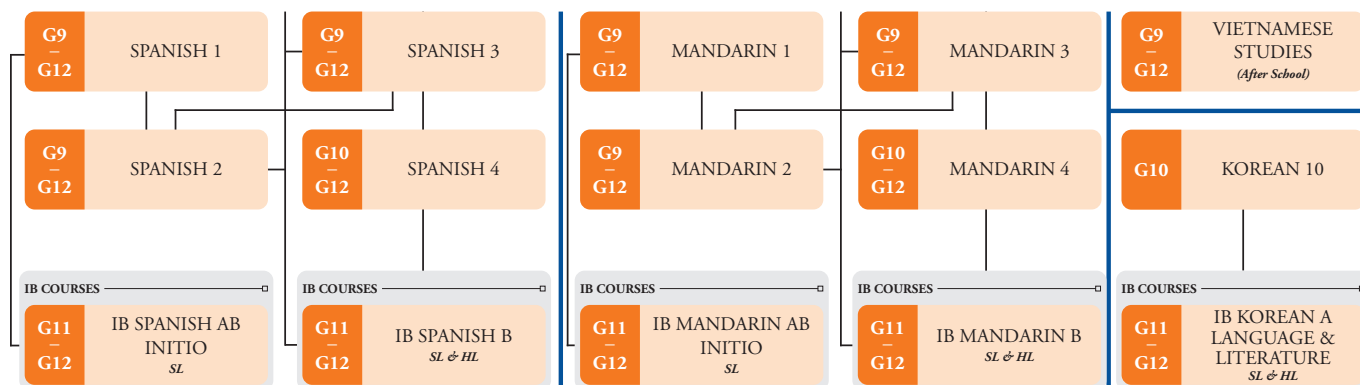 G9
—
G12
SPANISH 1
G9
—
G12
SPANISH 3
G9
—
G12
MANDARIN 1
G9
—
G12
MANDARIN 3
G9
—
G12
VIETNAMESE
STUDIES
(After School)
G9
—
G12
SPANISH 2
G10
—
G12
SPANISH 4
G9
—
G12
MANDARIN 2
G10
—
G12
MANDARIN 4
G10
KOREAN 10
IB COURSES
G11
—
G12
IB SPANISH AB
INITIO
SL
IB COURSES
G11
—
G12
IB SPANISH B
SL & HL
IB COURSES
G11
—
G12
IB MANDARIN AB
INITIO
SL
IB COURSES
G11
—
G12
IB MANDARIN B
SL & HL
IB COURSES
G11
—
G12
IB KOREAN A
LANGUAGE &
LITERATURE
SL & HL